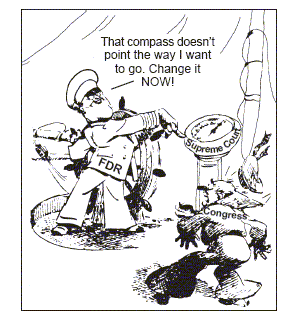 That compass doesn't
point the way I want
to go. Change it
NOW!
Supreme Court
FDR
Congress